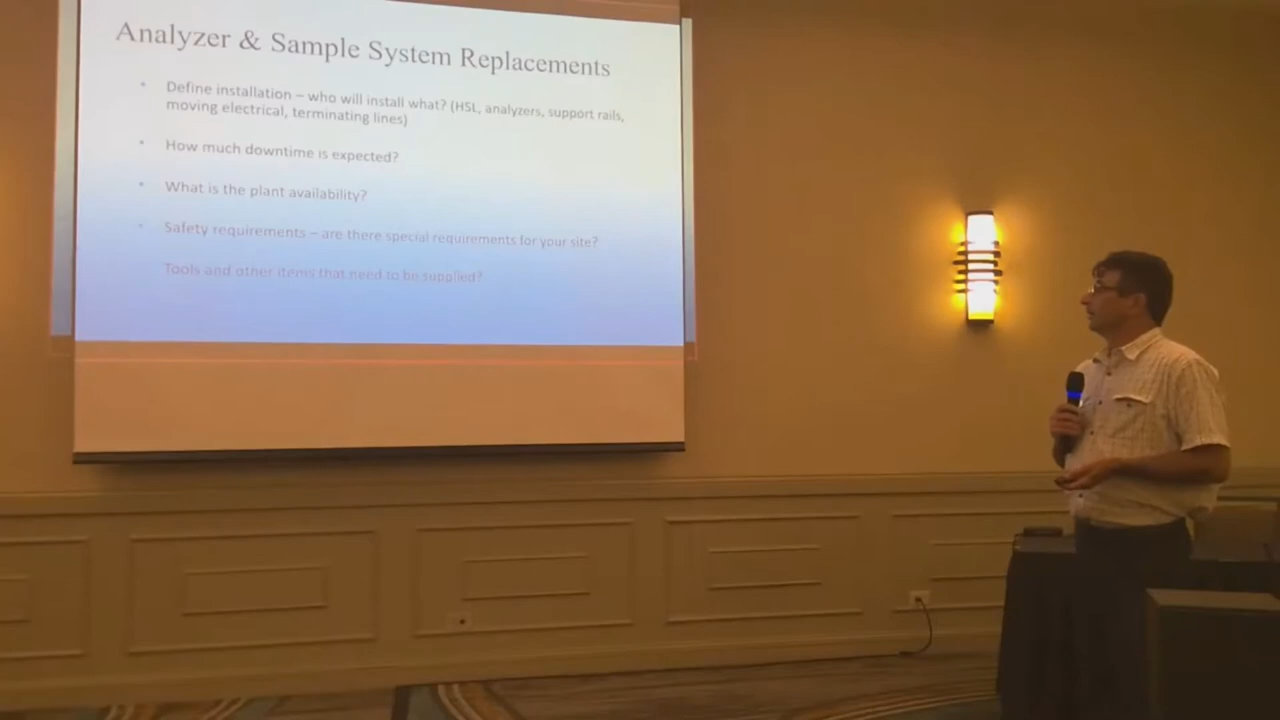 Analyzer & Sample System Replacements
• Define installation – who will install what? (HSL, analyzers, support rails,
moving electrical, terminating lines)
• How much downtime is expected?
• What is the plant availability?
• Safety requirements – are there special requirements for your site?
Tools and other items that need to be supplied?